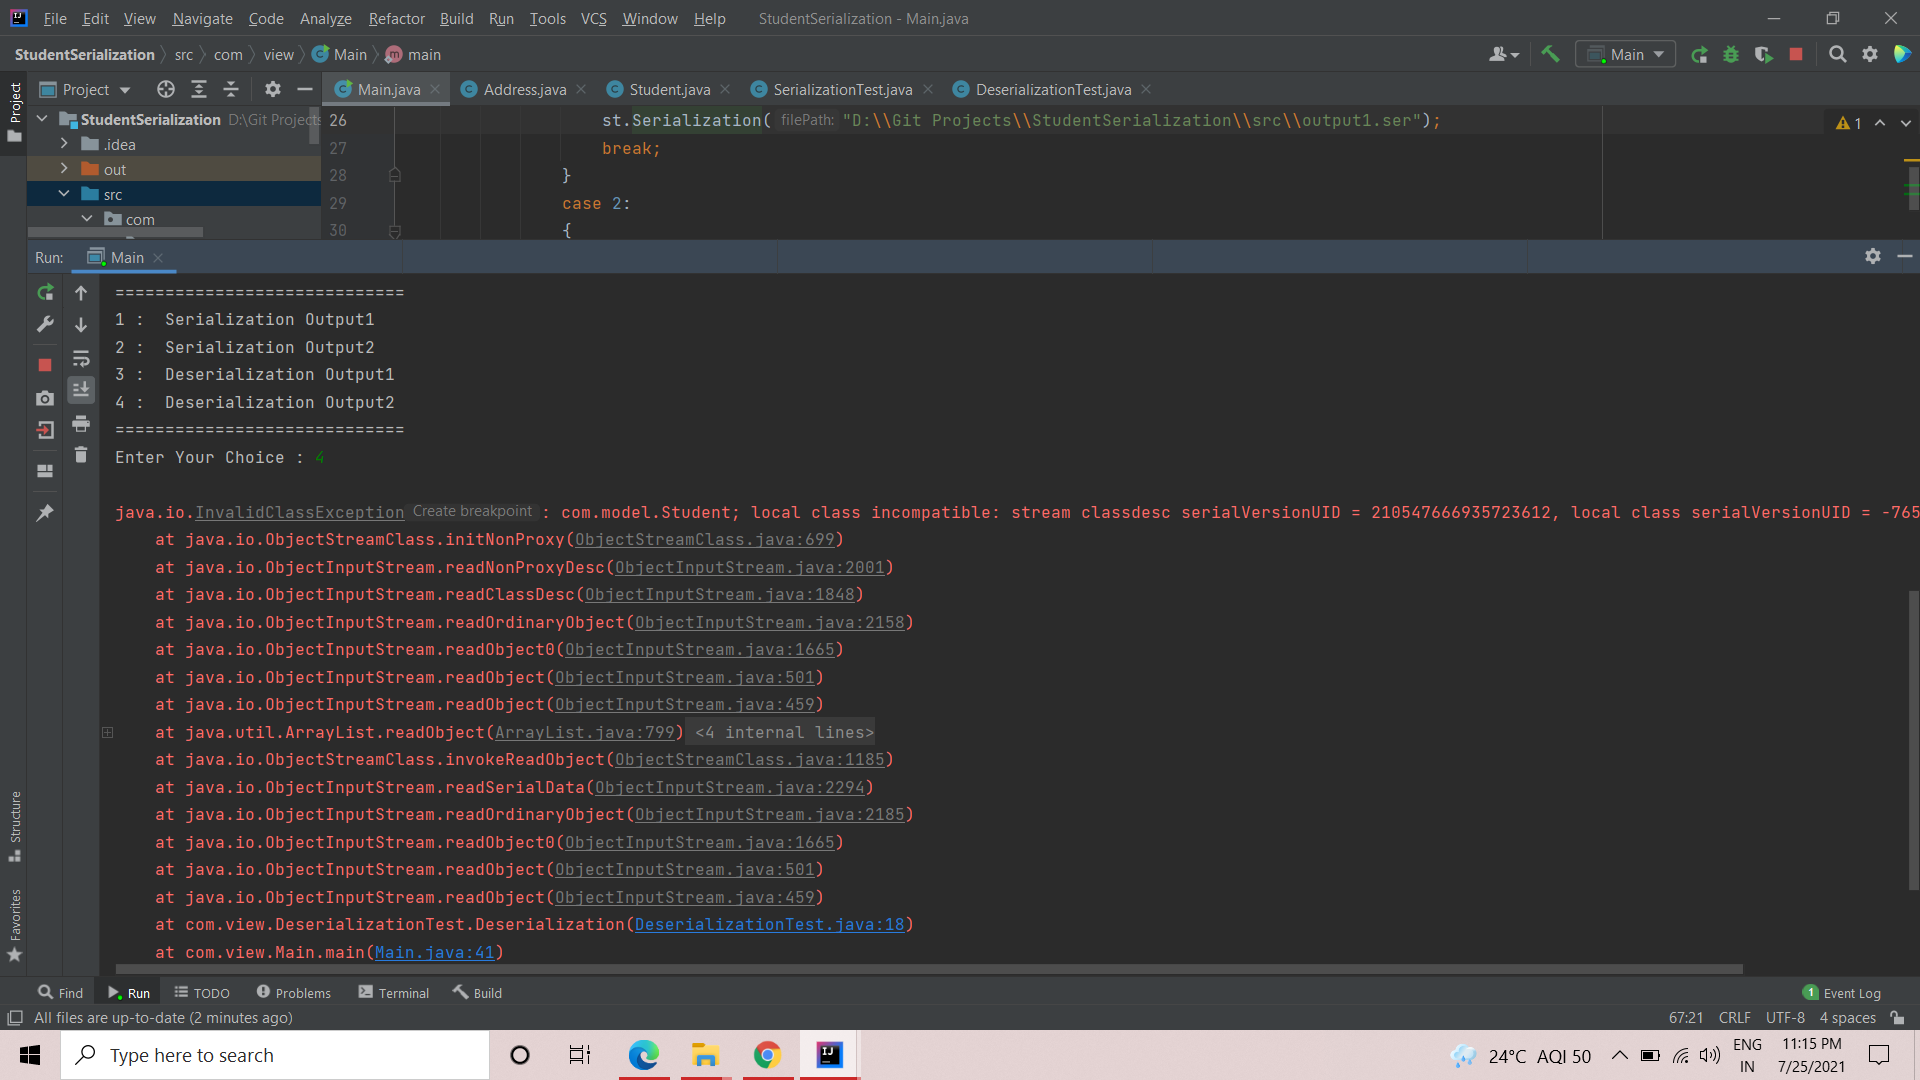 File Edit View Navigate Code Analyze Refactor Build Run Tools VCS Window Help StudentSerialization - Main.java
StudentSerialization src com view Main main
Main
Project
Project
Main.java Address.java Student.java SerializationTest.java DeserializationTest.java
StudentSerialization D:\Git Projects
.idea
out
src
com
26 st.Serialization( filePath: "D:\\Git Projects\\StudentSerialization\\src\\output1.ser");
27 break;
28 }
29 case 2:
30 {
1
Run: Main
=============================
1 : Serialization Output1
2 : Serialization Output2
3 : Deserialization Output1
4 : Deserialization Output2
=============================
Enter Your Choice : 4
java.io.InvalidClassException Create breakpoint : com.model.Student; local class incompatible: stream classdesc serialVersionUID = 210547666935723612, local class serialVersionUID = -765
at java.io.ObjectStreamClass.initNonProxy(ObjectStreamClass.java:699)
at java.io.ObjectInputStream.readNonProxyDesc(ObjectInputStream.java:2001)
at java.io.ObjectInputStream.readClassDesc(ObjectInputStream.java:1848)
at java.io.ObjectInputStream.readOrdinaryObject(ObjectInputStream.java:2158)
at java.io.ObjectInputStream.readObject0(ObjectInputStream.java:1665)
at java.io.ObjectInputStream.readObject(ObjectInputStream.java:501)
at java.io.ObjectInputStream.readObject(ObjectInputStream.java:459)
at java.util.ArrayList.readObject(ArrayList.java:799) <4 internal lines>
at java.io.ObjectStreamClass.invokeReadObject(ObjectStreamClass.java:1185)
at java.io.ObjectInputStream.readSerialData(ObjectInputStream.java:2294)
at java.io.ObjectInputStream.readOrdinaryObject(ObjectInputStream.java:2185)
at java.io.ObjectInputStream.readObject0(ObjectInputStream.java:1665)
at java.io.ObjectInputStream.readObject(ObjectInputStream.java:501)
at java.io.ObjectInputStream.readObject(ObjectInputStream.java:459)
at com.view.DeserializationTest.Deserialization(DeserializationTest.java:18)
at com.view.Main.main(Main.java:41)
Structure
Favorites
Find Run TODO Problems Terminal Build 1 Event Log
All files are up-to-date (2 minutes ago) 67:21 CRLF UTF-8 4 spaces
Type here to search
24°C AQI 50
ENG
IN
11:15 PM
7/25/2021